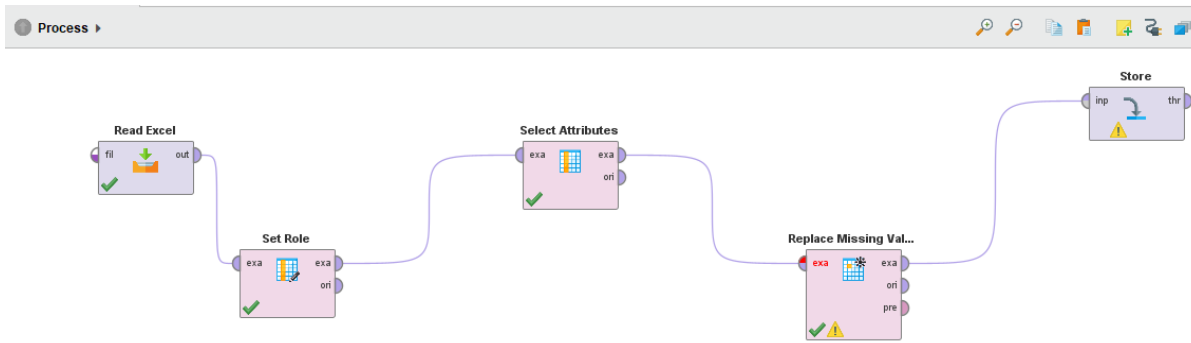 Process
Store
inp thr
Read Excel
fil out
Select Attributes
exa exa
ori
Set Role
exa exa
ori
Replace Missing Val...
exa exa
ori
pre